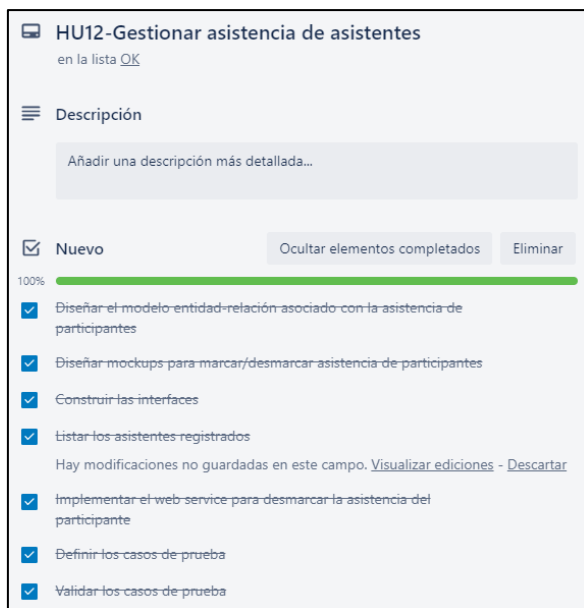 HU12-Gestionar asistencia de asistentes
en la lista OK
Descripción
Añadir una descripción más detallada...
Nuevo
Ocultar elementos completados
Eliminar
100%
Diseñar el modelo entidad-relación asociado con la asistencia de
participantes
Diseñar mockups para marcar/desmarcar asistencia de participantes
Construir las interfaces
Listar los asistentes registrados
Hay modificaciones no guardadas en este campo. Visualizar ediciones - Descartar
Implementar el web service para desmarcar la asistencia del
participante
Definir los casos de prueba
Validar los casos de prueba